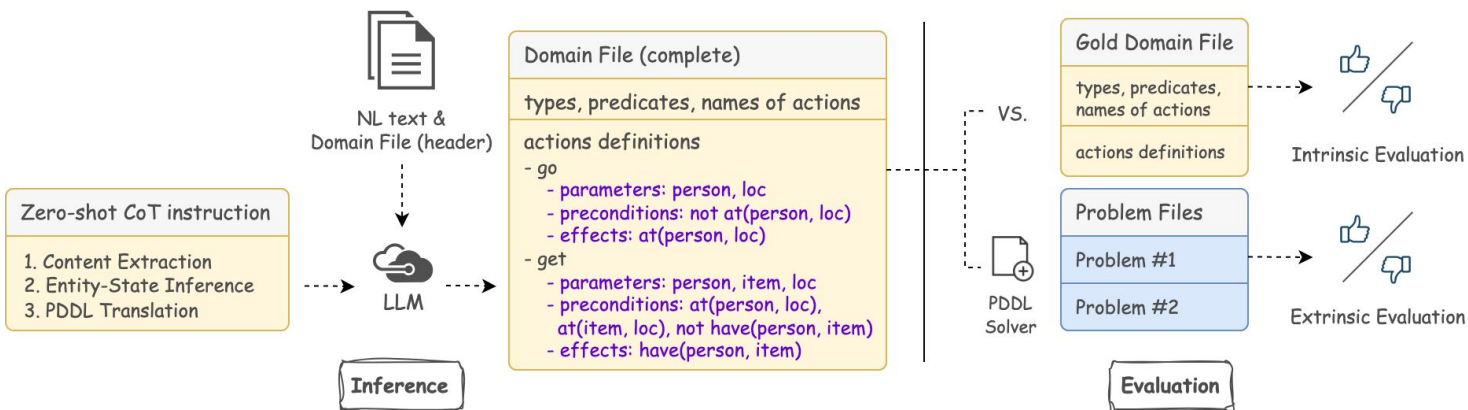 Zero-shot CoT instruction
1. Content Extraction
2. Entity-State Inference
3. PDDL Translation
NL text &
Domain File (header)
LLM
Domain File (complete)
types, predicates, names of actions
actions definitions
- go
- parameters: person, loc
- preconditions: not at(person, loc)
- effects: at(person, loc)
- get
- parameters: person, item, loc
- preconditions: at(person, loc),
at(item, loc), not have(person, item)
- effects: have(person, item)
Inference
VS.
Gold Domain File
types, predicates,
names of actions
actions definitions
Intrinsic Evaluation
PDDL
Solver
Problem Files
Problem #1
Problem #2
Extrinsic Evaluation
Evaluation